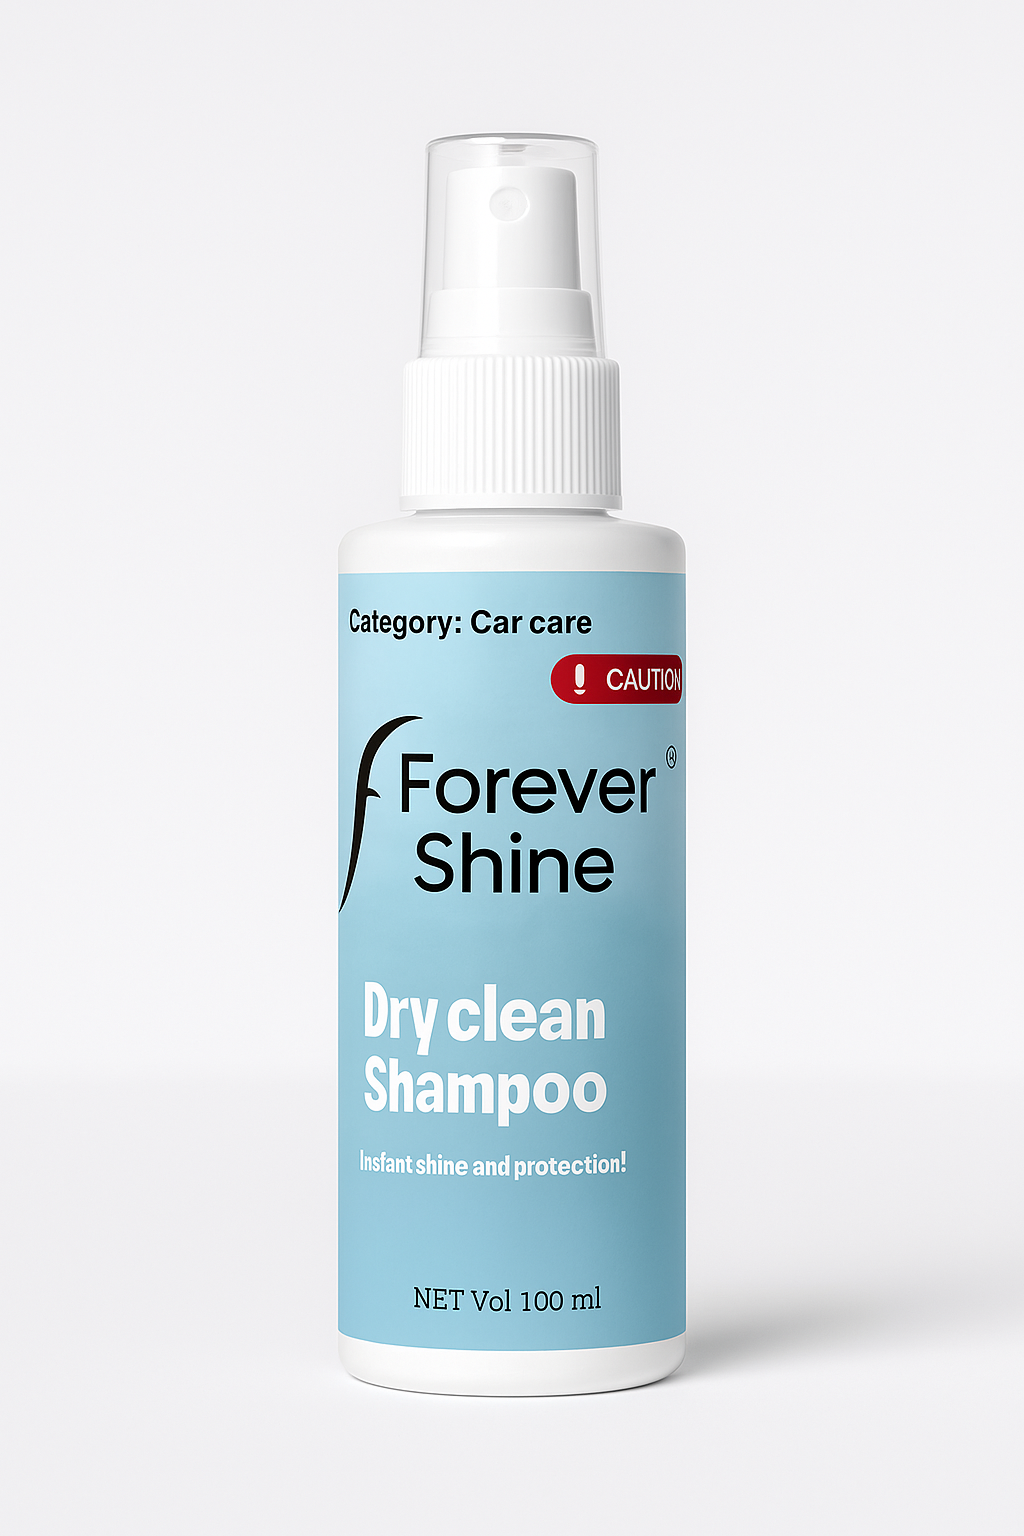 Category: Car care
CAUTION
Forever ®
Shine
Dry clean
Shampoo
Insfant shine and protection!
NET Vol 100 ml